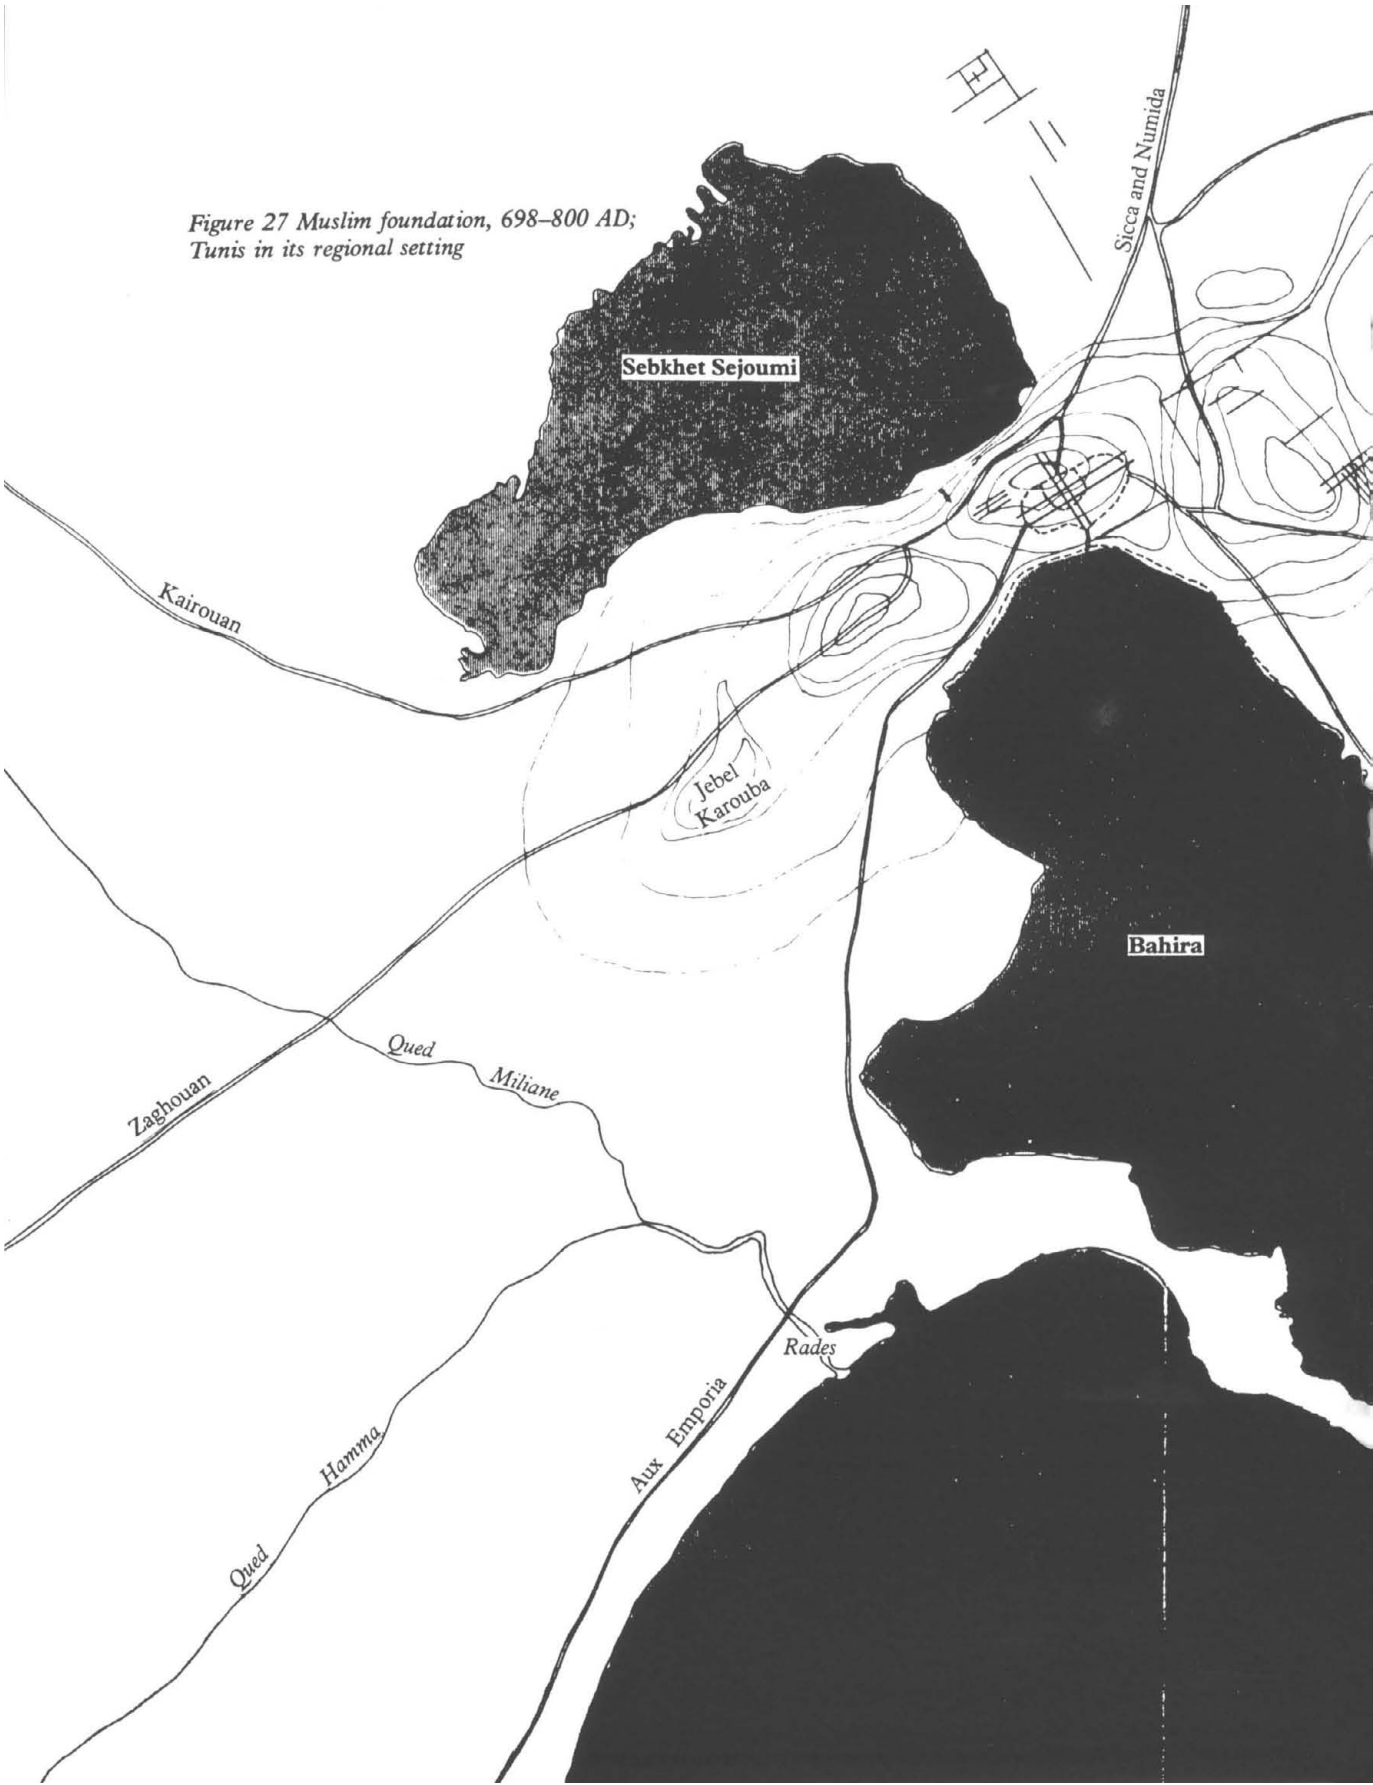 Sicca and Numida
Figure 27 Muslim foundation, 698–800 AD;
Tunis in its regional setting
Sebkhet Sejoumi
Kairouan
Jebel
Karouba
Bahira
Qued
Miliane
Zaghouan
Rades
Aux Emporia
Qued Hamma